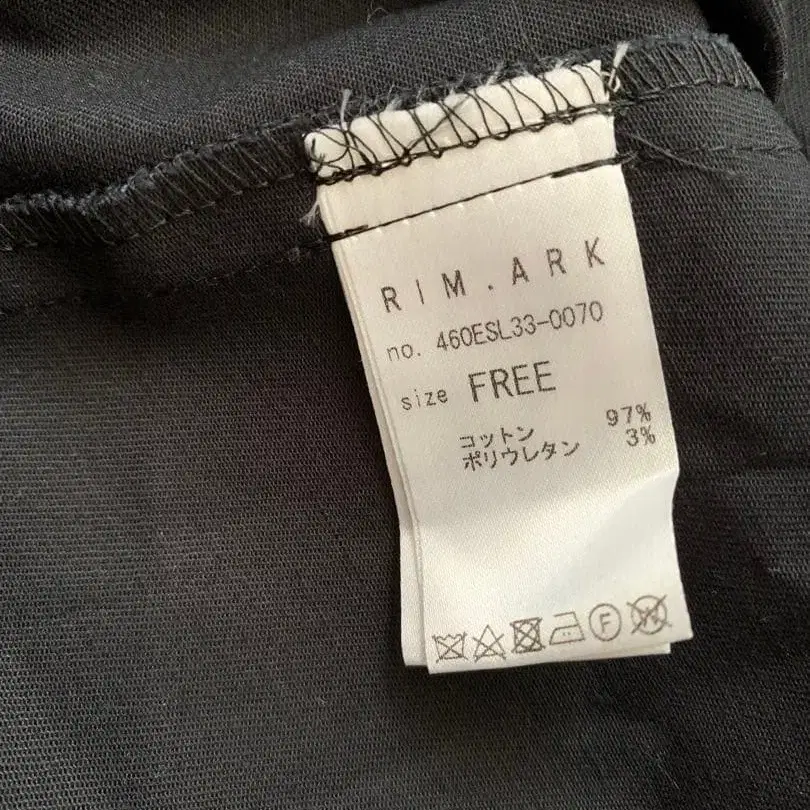 RIM.ARK
no. 460ESL33-0070
size FREE
コットン 97%
ポリウレタン 3%
F W